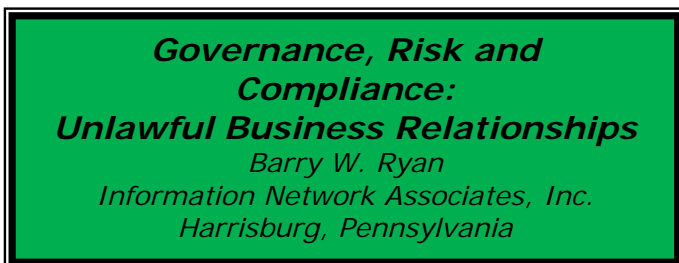 Governance, Risk and
Compliance:
Unlawful Business Relationships
Barry W. Ryan
Information Network Associates, Inc.
Harrisburg, Pennsylvania